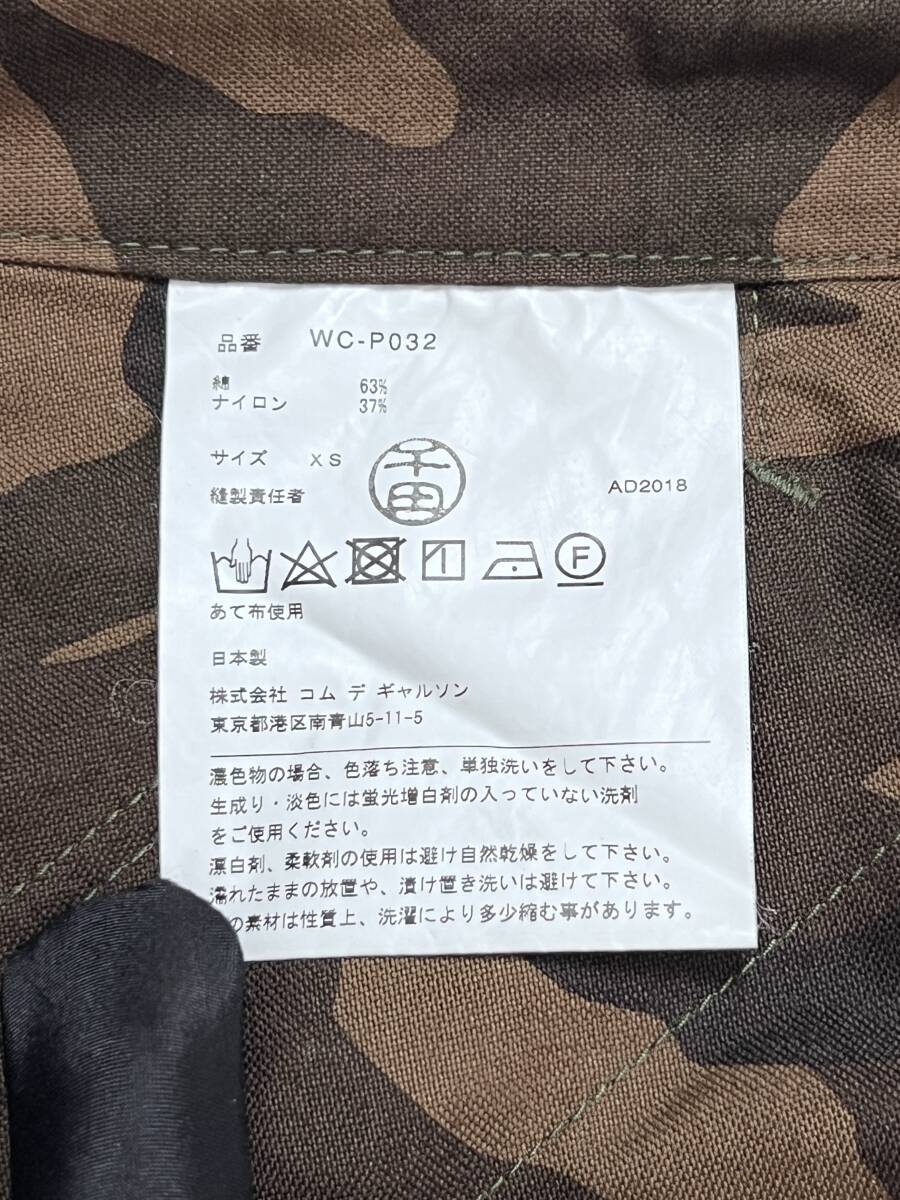 品番 WC-P032
綿 63%
ナイロン 37%
サイズ XS
千田
縫製責任者
AD2018
F
あて布使用
日本製
株式会社 コム デ ギャルソン
東京都港区南青山5-11-5
濃色物の場合、色落ち注意、単独洗いをして下さい。
生成り・淡色には蛍光増白剤の入っていない洗剤
をご使用ください。
漂白剤、柔軟剤の使用は避け自然乾燥をして下さい。
濡れたままの放置や、漬け置き洗いは避けて下さい。
の素材は性質上、洗濯により多少縮む事があります。